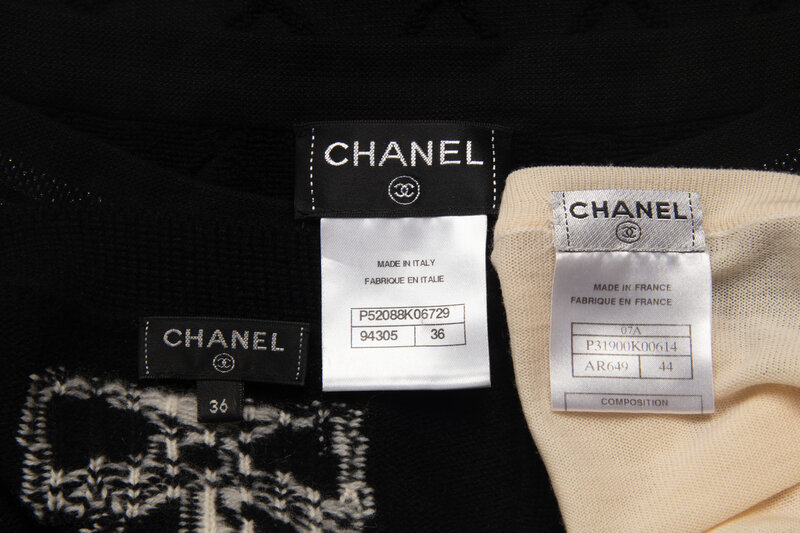 CHANEL
MADE IN ITALY
FABRIQUE EN ITALIE
P52088K06729
94305 36
CHANEL
36
CHANEL
MADE IN FRANCE
FABRIQUE EN FRANCE
07A
P31900K00614
AR649 44
COMPOSITION